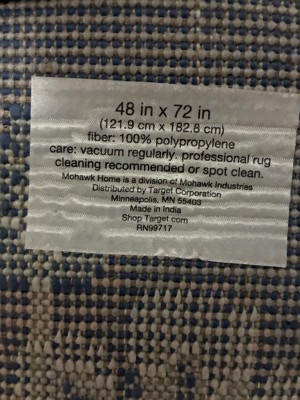 48 in x 72 in
(121.9 cm x 182.8 cm)
fiber: 100% polypropylene
care: vacuum regularly. professional rug
cleaning recommended or spot clean.
Mohawk Home is a division of Mohawk Industries
Distributed by Target Corporation
Minneapolis, MN 55403
Made in India
Shop Target.com
RN99717